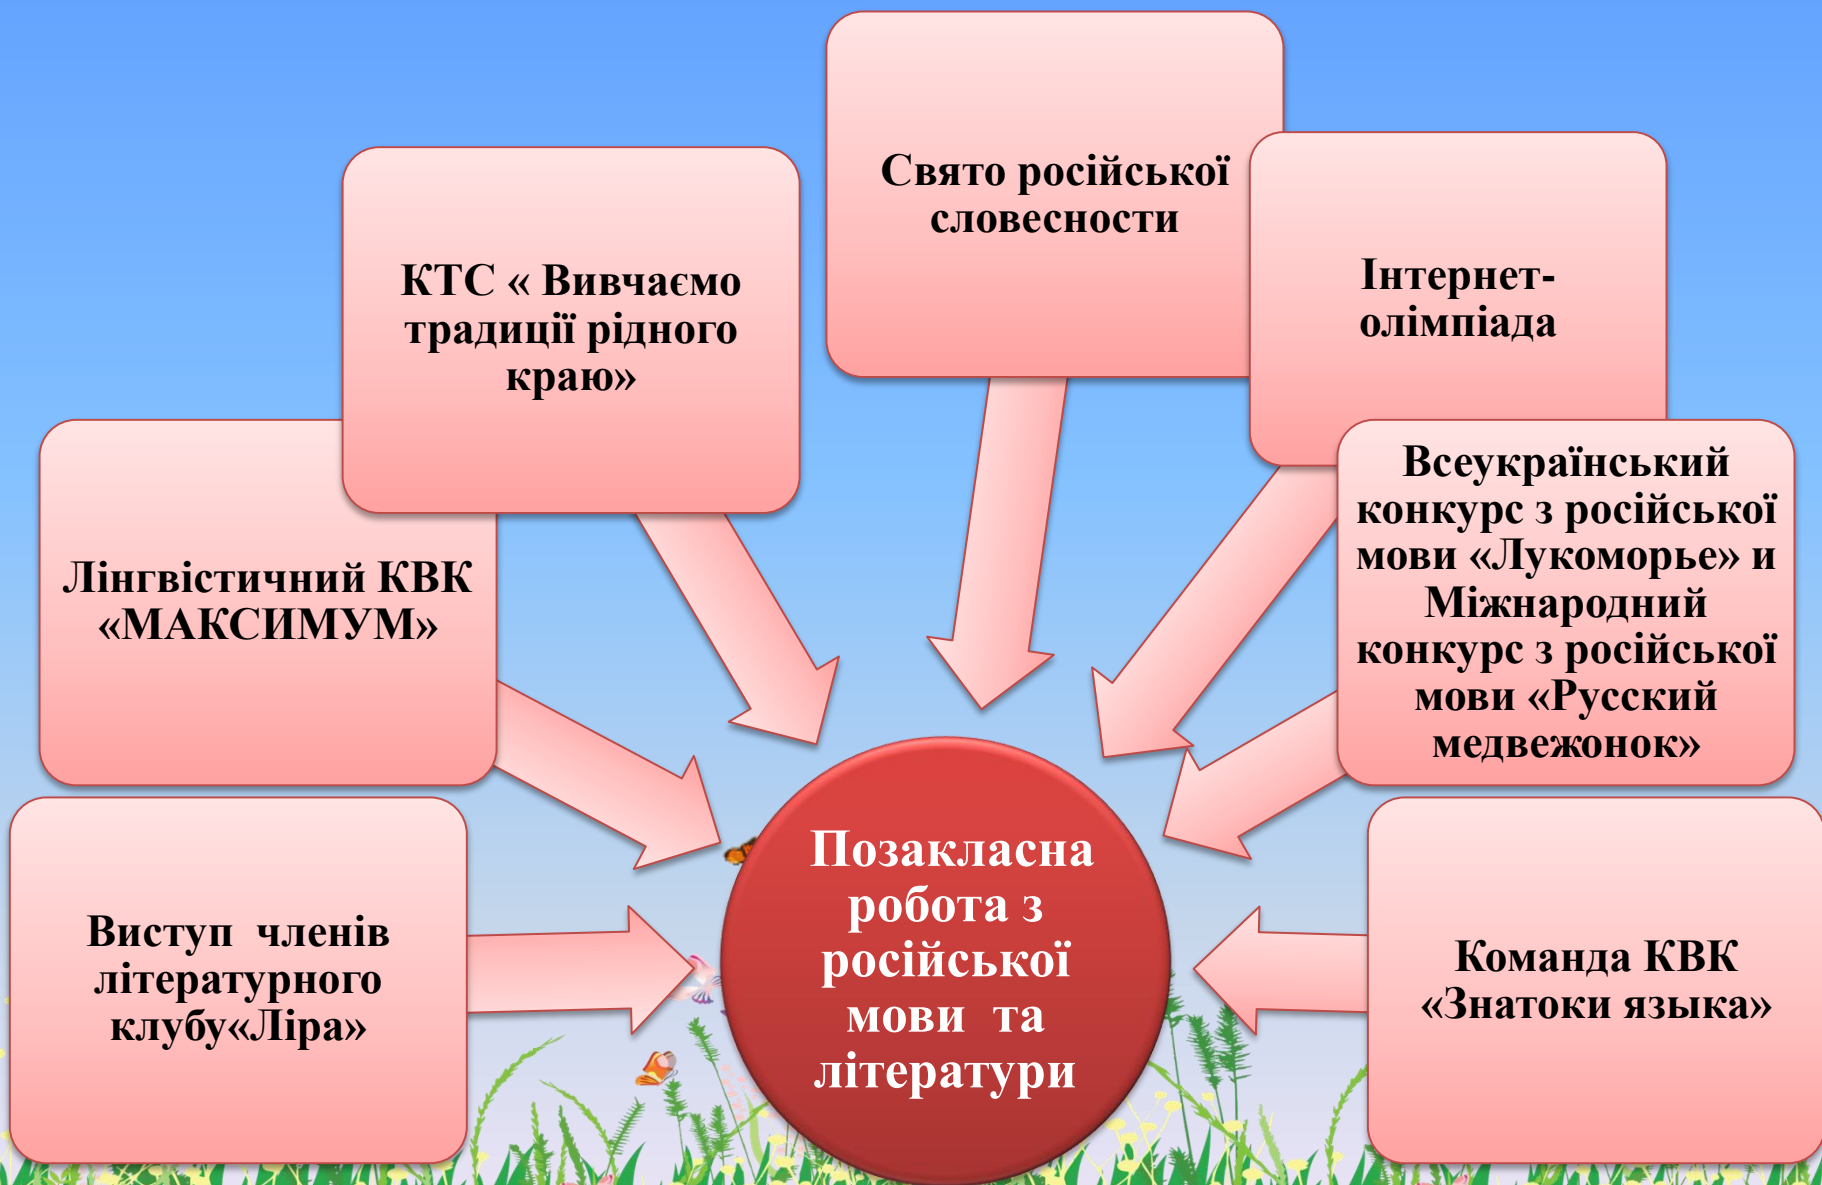 Свято російської
словесности
КТС « Вивчаємо
традиції рідного
краю»
Інтернет-
олімпіада
Лінгвістичний КВК
«МАКСИМУМ»
Всеукраїнський
конкурс з російської
мови «Лукоморье» и
Міжнародний
конкурс з російської
мови «Русский
медвежонок»
Виступ  членів
літературного
клубу«Ліра»
Позакласна
робота з
російської
мови  та
літератури
Команда КВК
«Знатоки языка»